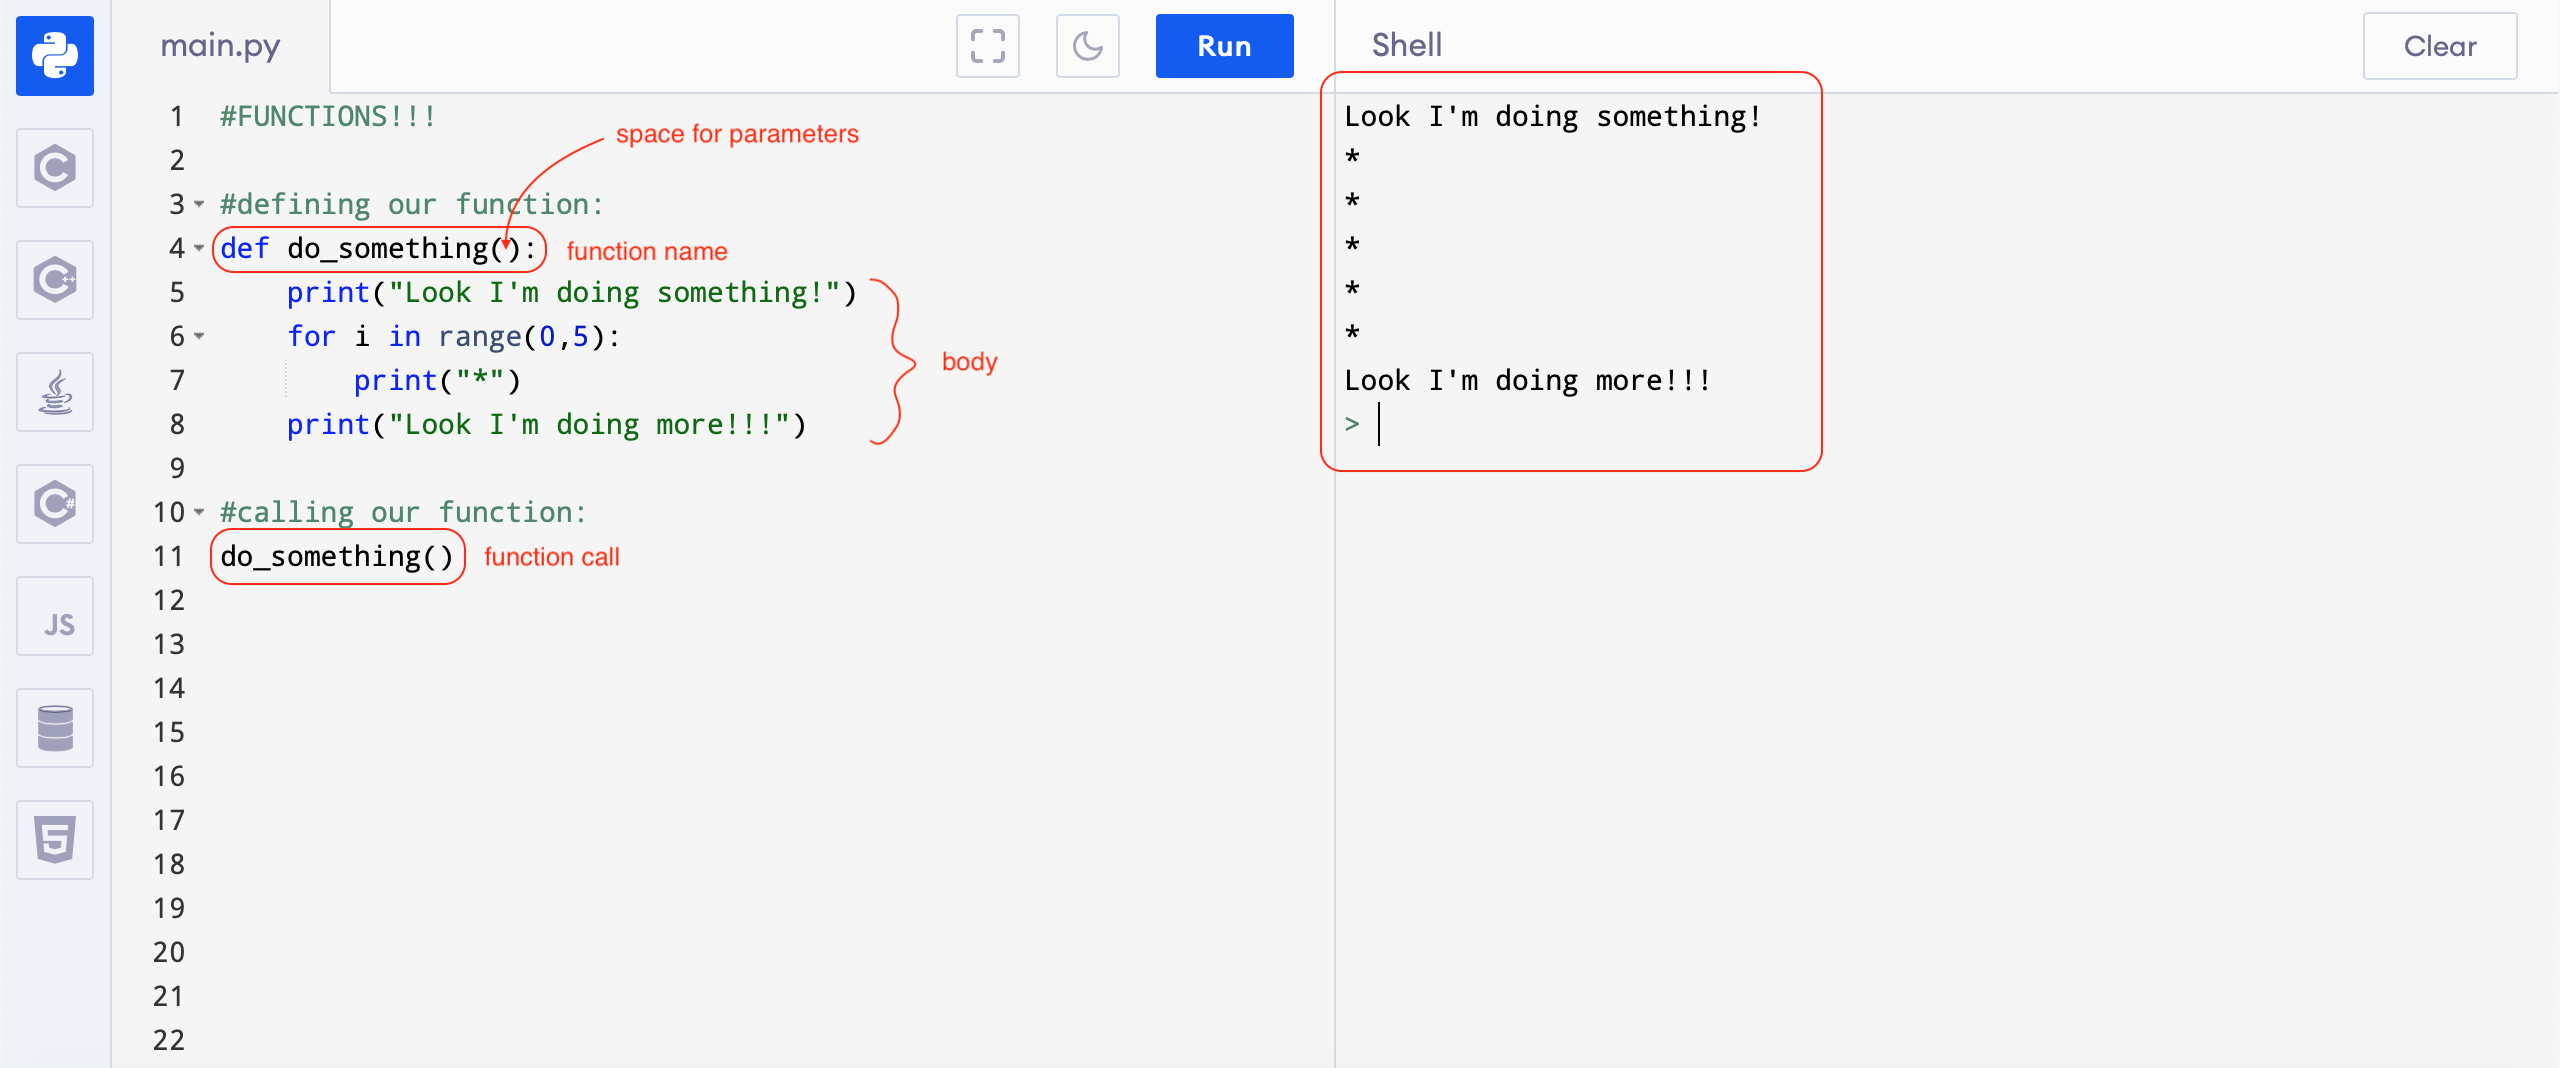 main.py
Run
Shell
Clear
1 #FUNCTIONS!!!
space for parameters
2
3 #defining our function:
4 def do_something():
function name
5     print("Look I'm doing something!")
6     for i in range(0,5):
body
7         print("*")
8     print("Look I'm doing more!!!")
9
10 #calling our function:
11 do_something()
function call
12
13
14
15
16
17
18
19
20
21
22
Look I'm doing something!
*
*
*
*
*
Look I'm doing more!!!
>
C
C++
C#
JS
5